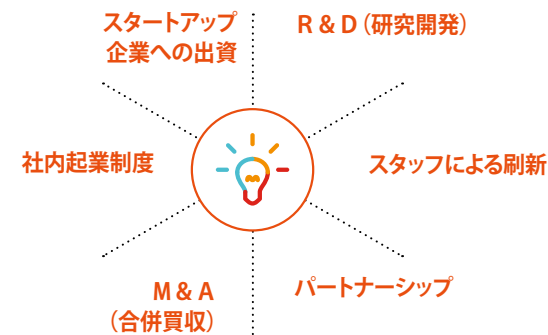 スタートアップ
企業への出資
R & D（研究開発）
社内起業制度
スタッフによる刷新
M & A
（合併買収）
パートナーシップ